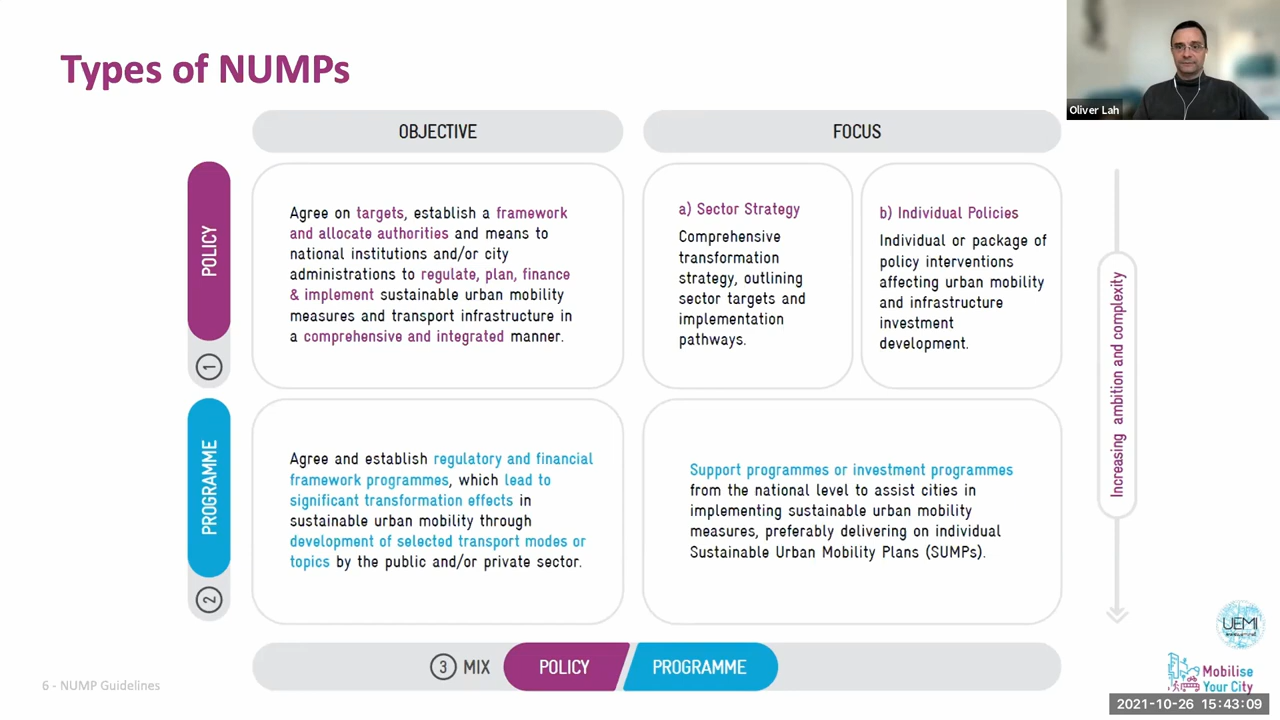 Types of NUMPs
Oliver Lah
OBJECTIVE
FOCUS
POLICY
1
Agree on targets, establish a framework
and allocate authorities and means to
national institutions and/or city
administrations to regulate, plan, finance
& implement sustainable urban mobility
measures and transport infrastructure in
a comprehensive and integrated manner.
a) Sector Strategy
Comprehensive
transformation
strategy, outlining
sector targets and
implementation
pathways.
b) Individual Policies
Individual or package of
policy interventions
affecting urban mobility
and infrastructure
investment
development.
Increasing ambition and complexity
PROGRAMME
2
Agree and establish regulatory and financial
framework programmes, which lead to
significant transformation effects in
sustainable urban mobility through
development of selected transport modes or
topics by the public and/or private sector.
Support programmes or investment programmes
from the national level to assist cities in
implementing sustainable urban mobility
measures, preferably delivering on individual
Sustainable Urban Mobility Plans (SUMPs).
3 MIX POLICY PROGRAMME
6 - NUMP Guidelines
UEMI
Mobilise
Your City
2021-10-26 15:43:09